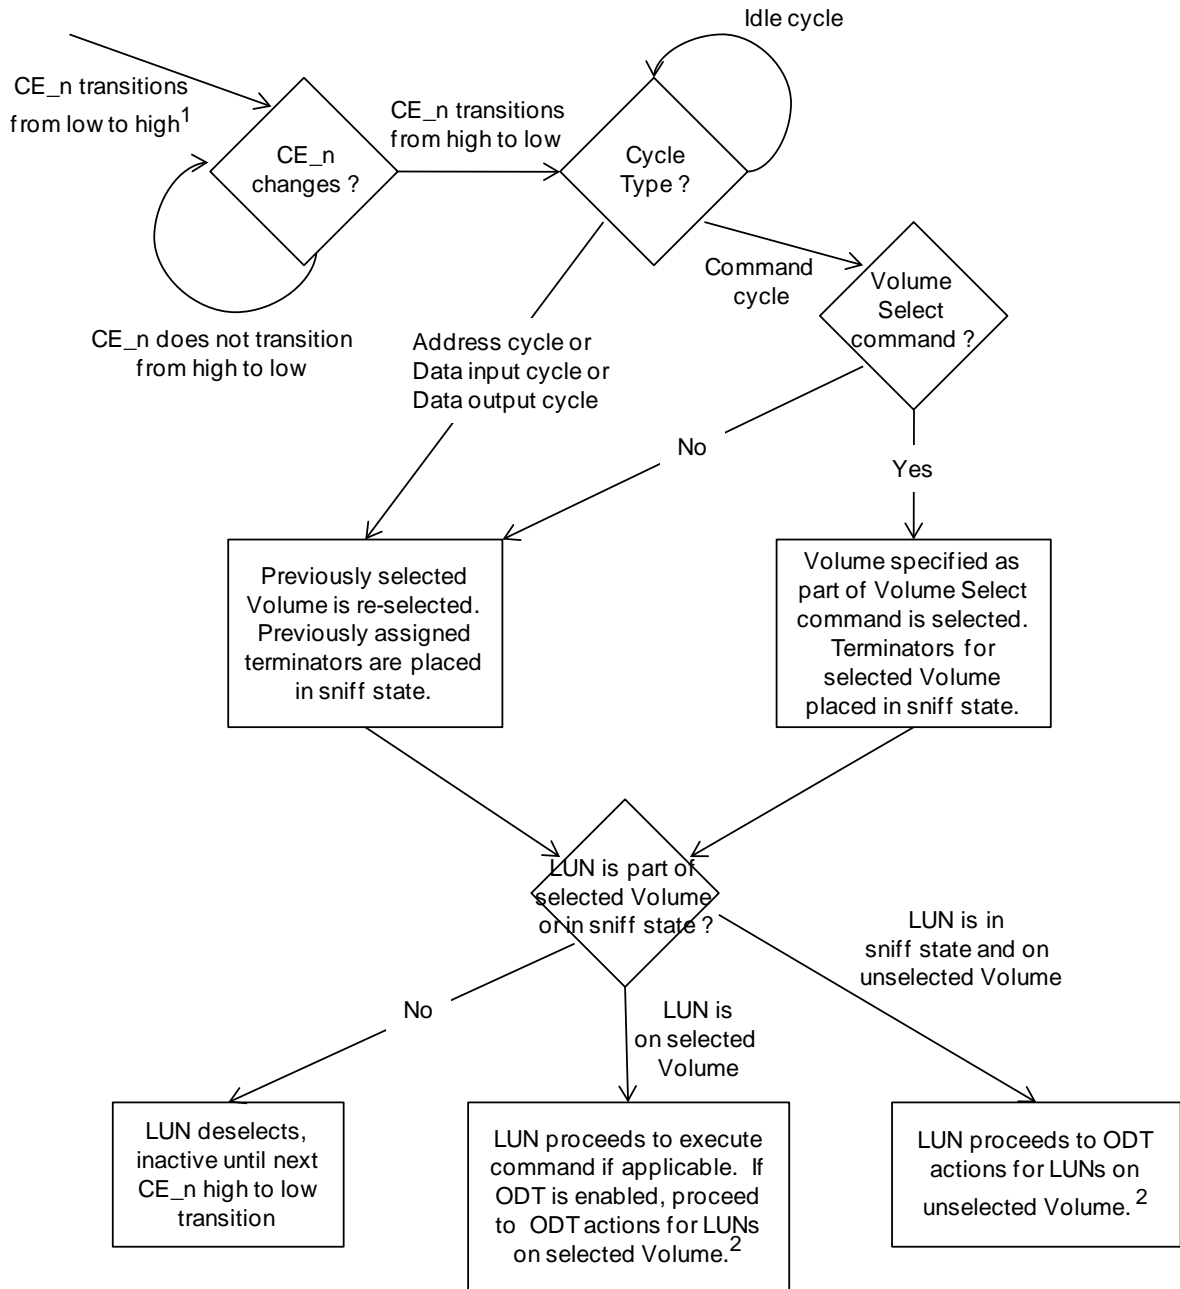 Idle cycle
CE_n transitions
from low to high1
CE_n
changes ?
CE_n transitions
from high to low
Cycle
Type ?
CE_n does not transition
from high to low
Command
cycle
Volume
Select
command ?
Address cycle or
Data input cycle or
Data output cycle
No
Yes
Previously selected
Volume is re-selected.
Previously assigned
terminators are placed
in sniff state.
Volume specified as
part of Volume Select
command is selected.
Terminators for
selected Volume
placed in sniff state.
LUN is part of
selected Volume
or in sniff state ?
No
LUN is
on selected
Volume
LUN is in
sniff state and on
unselected Volume
LUN deselects,
inactive until next
CE_n high to low
transition
LUN proceeds to execute
command if applicable. If
ODT is enabled, proceed
to ODT actions for LUNs
on selected Volume.2
LUN proceeds to ODT
actions for LUNs on
unselected Volume. 2